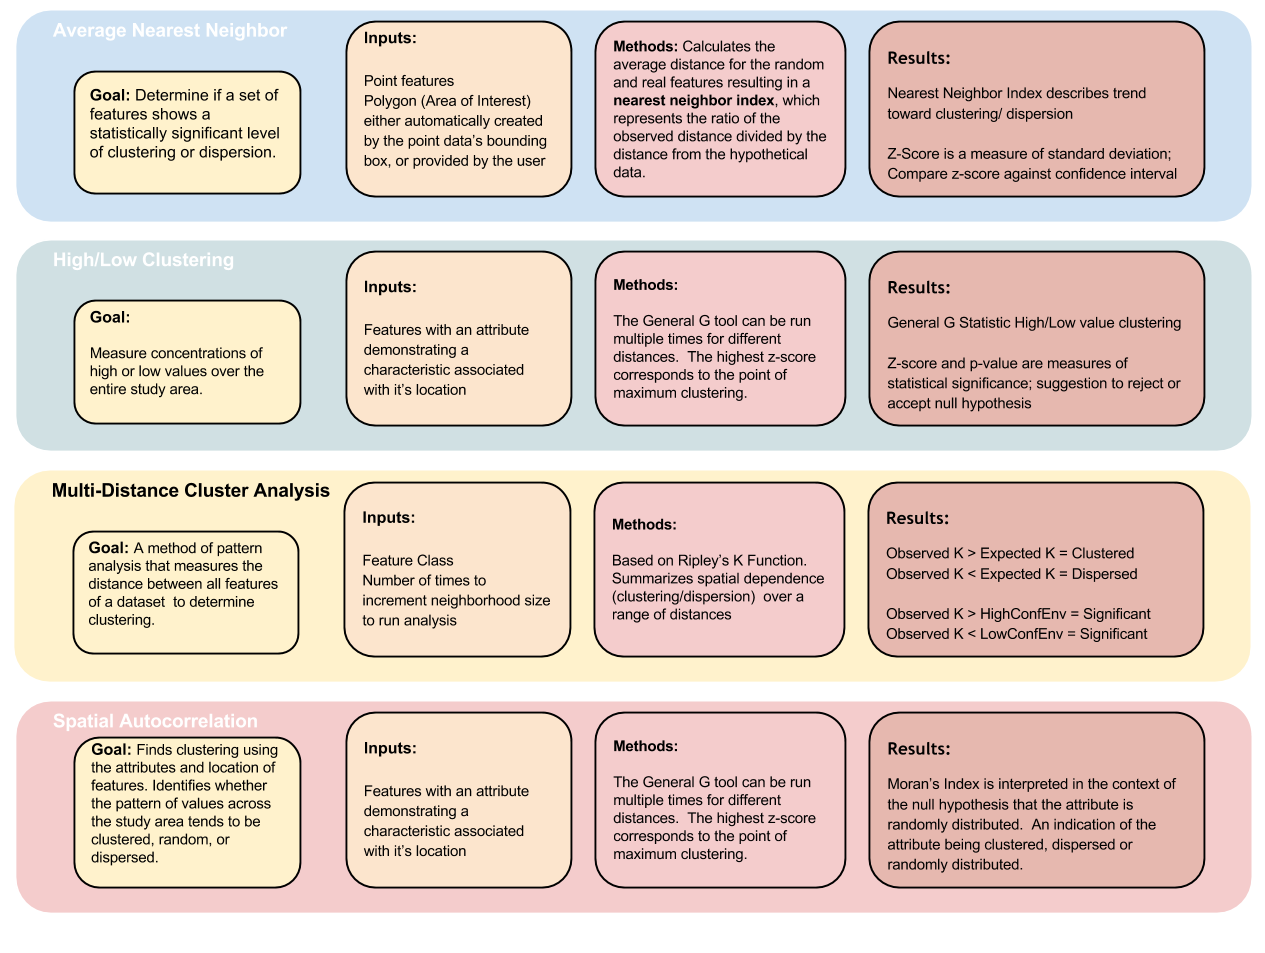 Average Nearest Neighbor
Goal: Determine if a set of
features shows a
statistically significant level
of clustering or dispersion.
Inputs:
Point features
Polygon (Area of Interest)
either automatically created
by the point data's bounding
box, or provided by the user
Methods: Calculates the
average distance for the random
and real features resulting in a
nearest neighbor index, which
represents the ratio of the
observed distance divided by the
distance from the hypothetical
data.
Results:
Nearest Neighbor Index describes trend
toward clustering/ dispersion
Z-Score is a measure of standard deviation;
Compare z-score against confidence interval
High/Low Clustering
Goal:
Measure concentrations of
high or low values over the
entire study area.
Inputs:
Features with an attribute
demonstrating a
characteristic associated
with it's location
Methods:
The General G tool can be run
multiple times for different
distances.  The highest z-score
corresponds to the point of
maximum clustering.
Results:
General G Statistic High/Low value clustering
Z-score and p-value are measures of
statistical significance; suggestion to reject or
accept null hypothesis
Multi-Distance Cluster Analysis
Goal: A method of pattern
analysis that measures the
distance between all features
of a dataset  to determine
clustering.
Inputs:
Feature Class
Number of times to
increment neighborhood size
to run analysis
Methods:
Based on Ripley's K Function.
Summarizes spatial dependence
(clustering/dispersion)  over a
range of distances
Results:
Observed K > Expected K = Clustered
Observed K < Expected K = Dispersed
Observed K > HighConfEnv = Significant
Observed K < LowConfEnv = Significant
Spatial Autocorrelation
Goal: Finds clustering using
the attributes and location of
features. Identifies whether
the pattern of values across
the study area tends to be
clustered, random, or
dispersed.
Inputs:
Features with an attribute
demonstrating a
characteristic associated
with it's location
Methods:
The General G tool can be run
multiple times for different
distances.  The highest z-score
corresponds to the point of
maximum clustering.
Results:
Moran's Index is interpreted in the context of
the null hypothesis that the attribute is
randomly distributed.  An indication of the
attribute being clustered, dispersed or
randomly distributed.